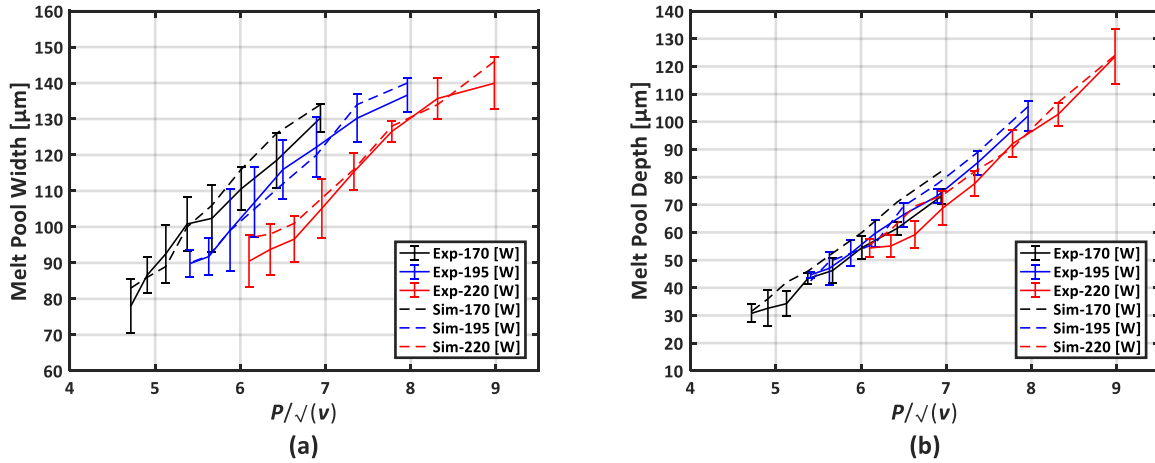 160
150
140
130
120
110
100
90
80
70
60
4 5 6 7 8 9
Melt Pool Width [µm]
P/√(v)
Exp-170 [W]
Exp-195 [W]
Exp-220 [W]
Sim-170 [W]
Sim-195 [W]
Sim-220 [W]
(a)
140
130
120
110
100
90
80
70
60
50
40
30
20
10
4 5 6 7 8 9
Melt Pool Depth [µm]
P/√(v)
Exp-170 [W]
Exp-195 [W]
Exp-220 [W]
Sim-170 [W]
Sim-195 [W]
Sim-220 [W]
(b)